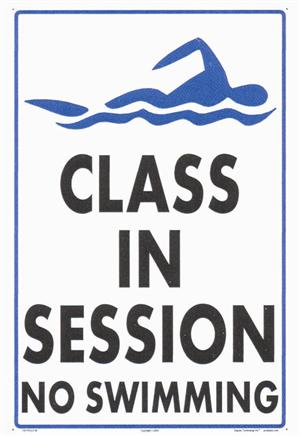 CLASS
IN
SESSION
NO SWIMMING